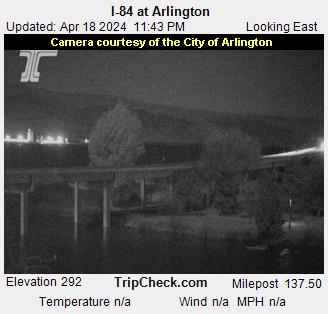 I-84 at Arlington
Updated: Apr 18 2024 11:43 PM Looking East
Camera courtesy of the City of Arlington
Elevation 292 TripCheck.com Milepost 137.50
Temperature n/a Wind n/a MPH n/a